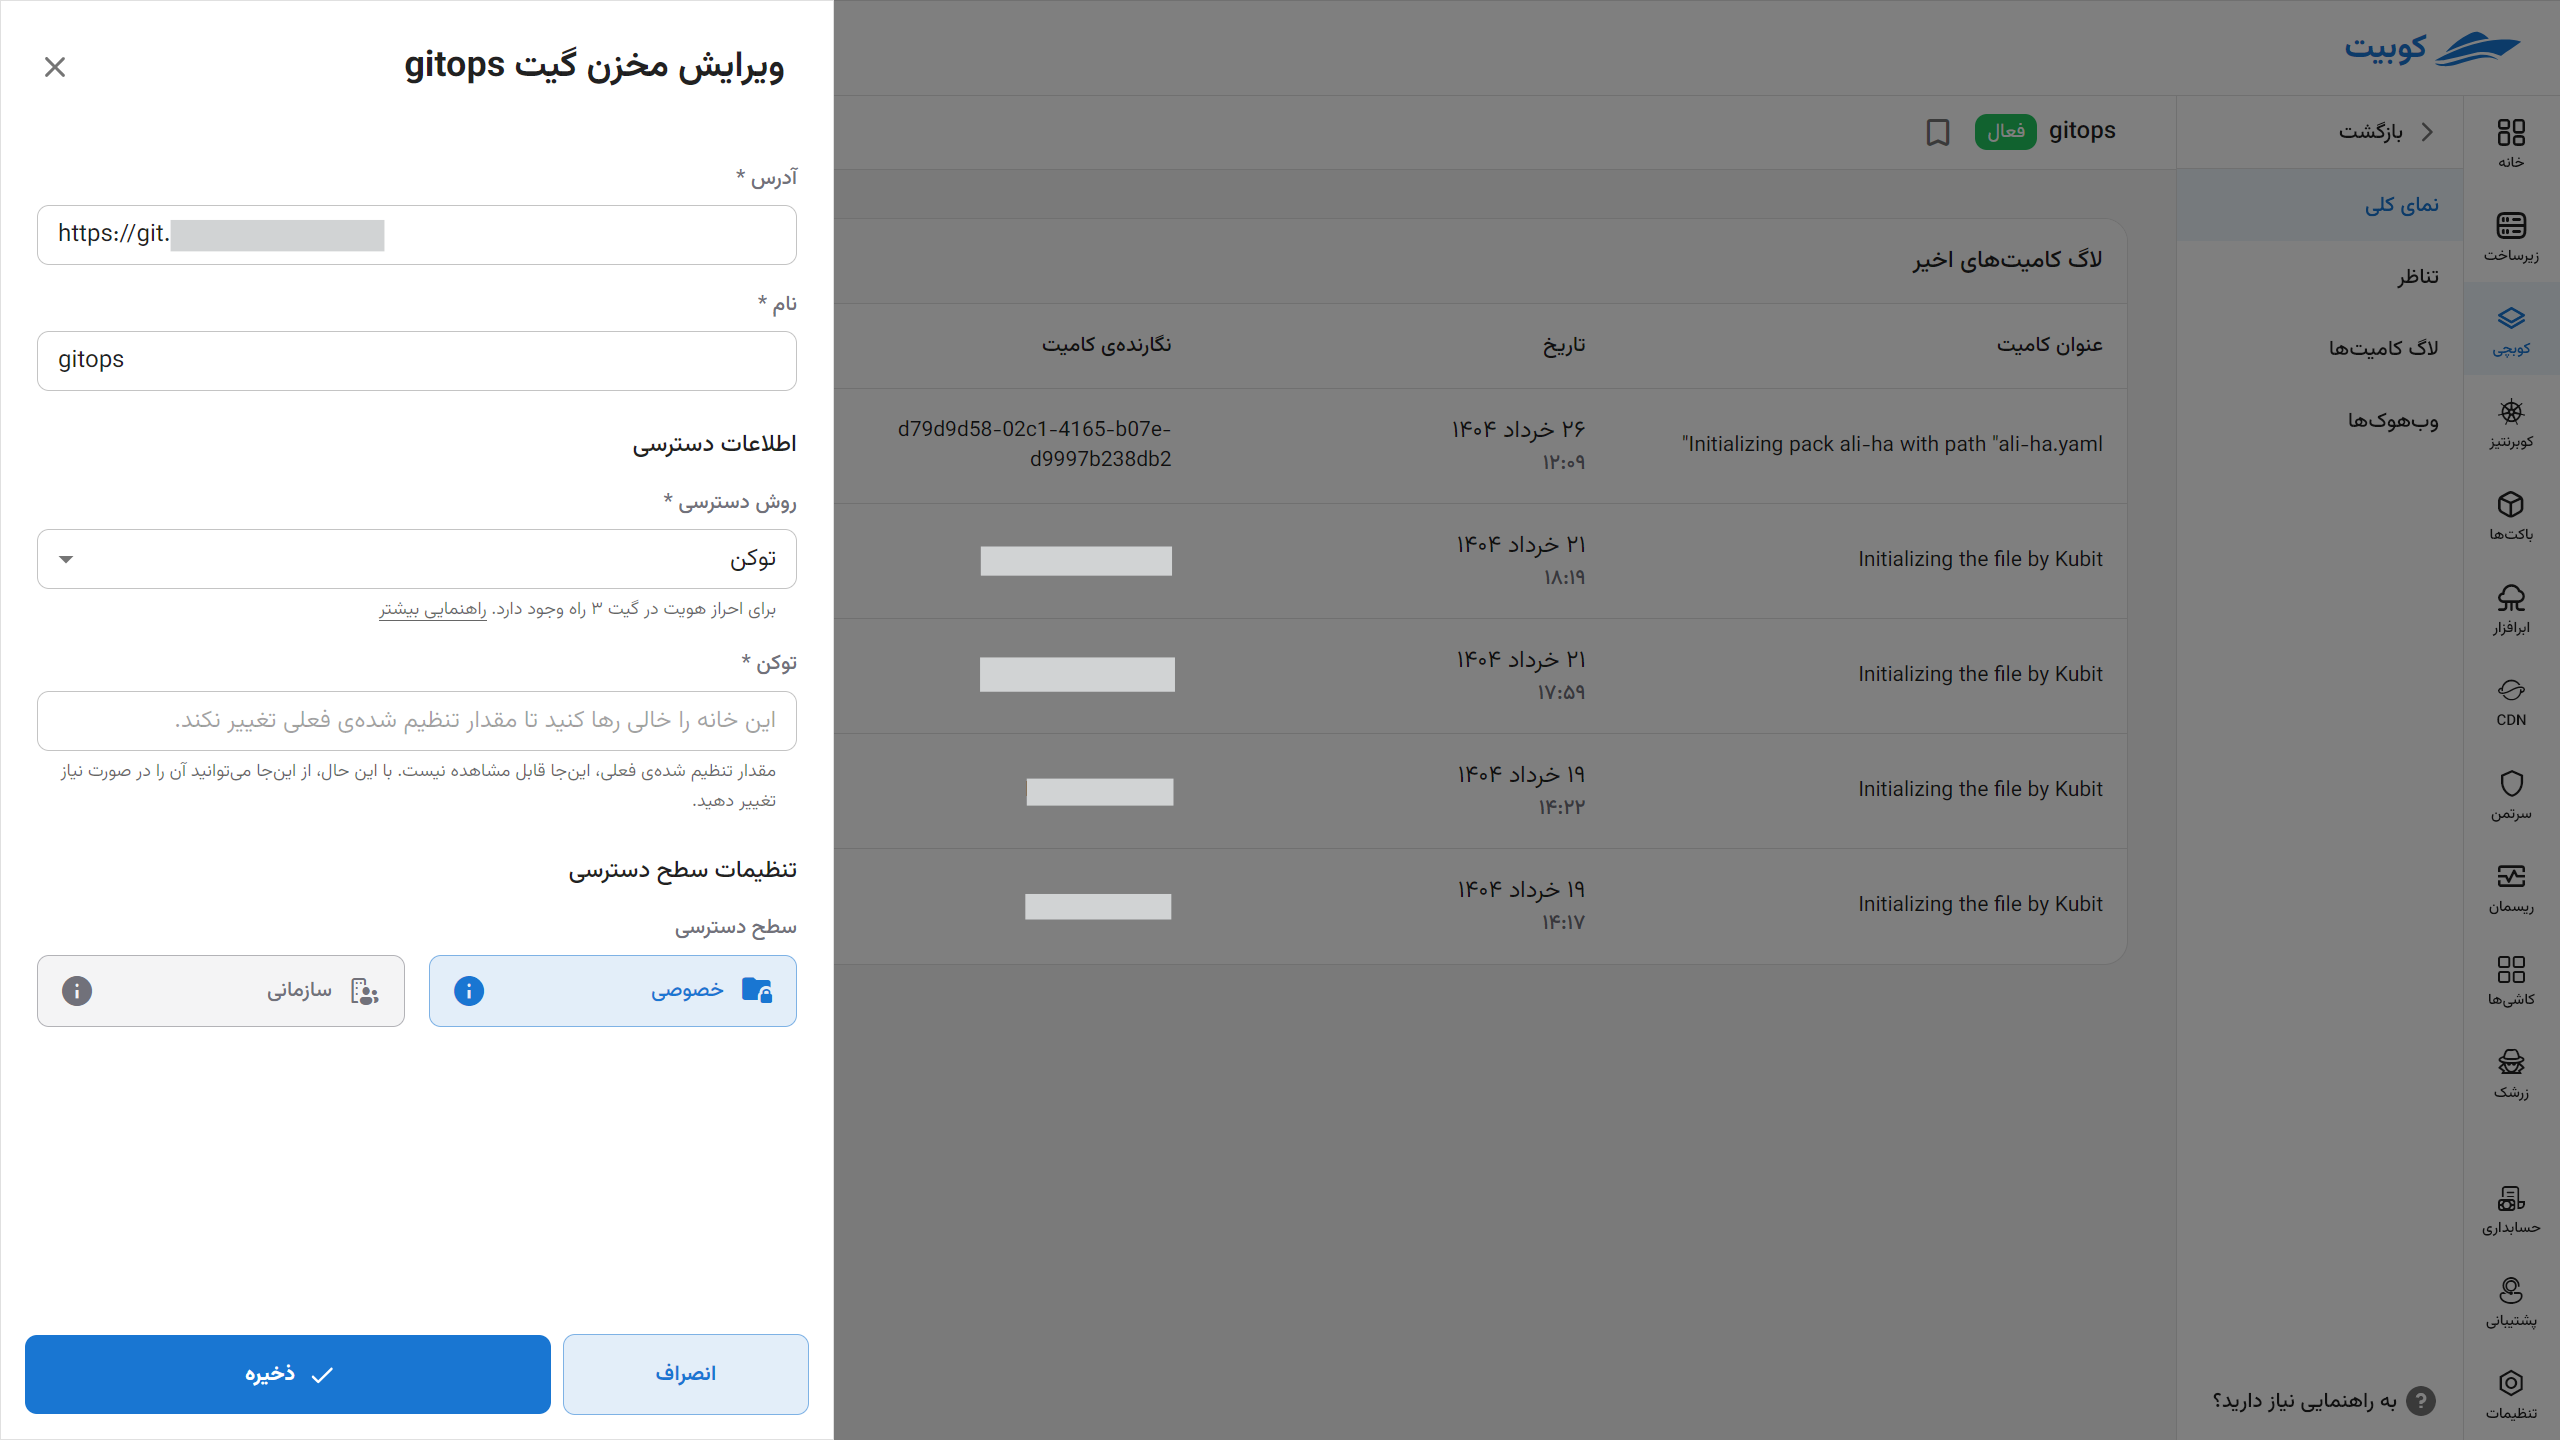 کوبیت
خانه
زیرساخت
کوبچی
کوبرنتیز
باکت‌ها
ابرافزار
CDN
سرتمن
ریسمان
کاشی‌ها
زرشک
حسابداری
پشتیبانی
تنظیمات
بازگشت
نمای کلی
تناظر
لاگ کامیت‌ها
وب‌هوک‌ها
به راهنمایی نیاز دارید؟
gitops فعال
لاگ کامیت‌های اخیر
عنوان کامیت تاریخ نگارنده‌ی کامیت
"Initializing pack ali-ha with path "ali-ha.yaml
۲۶ خرداد ۱۴۰۴
۱۲:۰۹
d79d9d58-02c1-4165-b07e-
d9997b238db2
Initializing the file by Kubit
۲۱ خرداد ۱۴۰۴
۱۸:۱۹
Initializing the file by Kubit
۲۱ خرداد ۱۴۰۴
۱۷:۵۹
Initializing the file by Kubit
۱۹ خرداد ۱۴۰۴
۱۴:۲۲
Initializing the file by Kubit
۱۹ خرداد ۱۴۰۴
۱۴:۱۷
ویرایش مخزن گیت gitops
آدرس *
https://git.
نام *
gitops
اطلاعات دسترسی
روش دسترسی *
توکن
برای احراز هویت در گیت ۳ راه وجود دارد. راهنمایی بیشتر
توکن *
این خانه را خالی رها کنید تا مقدار تنظیم شده‌ی فعلی تغییر نکند.
مقدار تنظیم شده‌ی فعلی، این‌جا قابل مشاهده نیست. با این حال، از این‌جا می‌توانید آن را در صورت نیاز
تغییر دهید.
تنظیمات سطح دسترسی
سطح دسترسی
خصوصی
سازمانی
انصراف
ذخیره